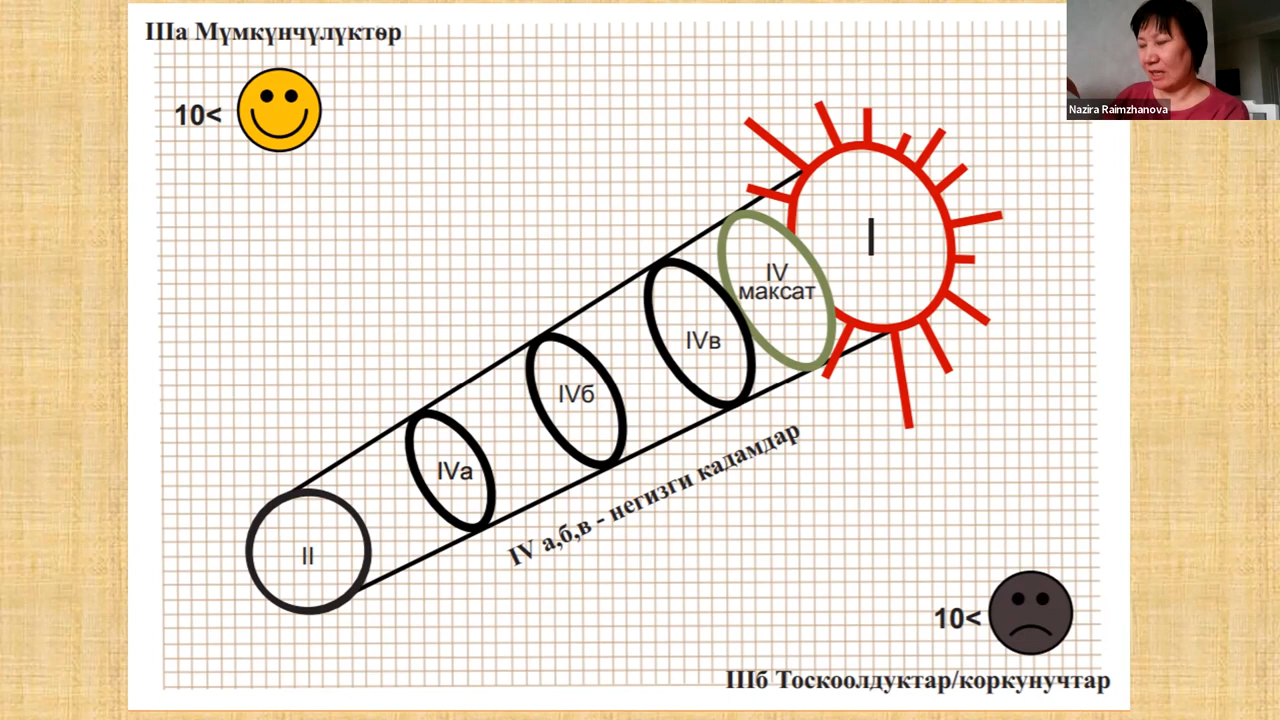 IIIа Мүмкүнчүлүктөр
10<
Nazira Raimzhanova
I
IV
максат
IVв
IVб
IVа
II
IV а,б,в - негизги кадамдар
10<
IIIб Тоскоолдуктар/коркунучтар